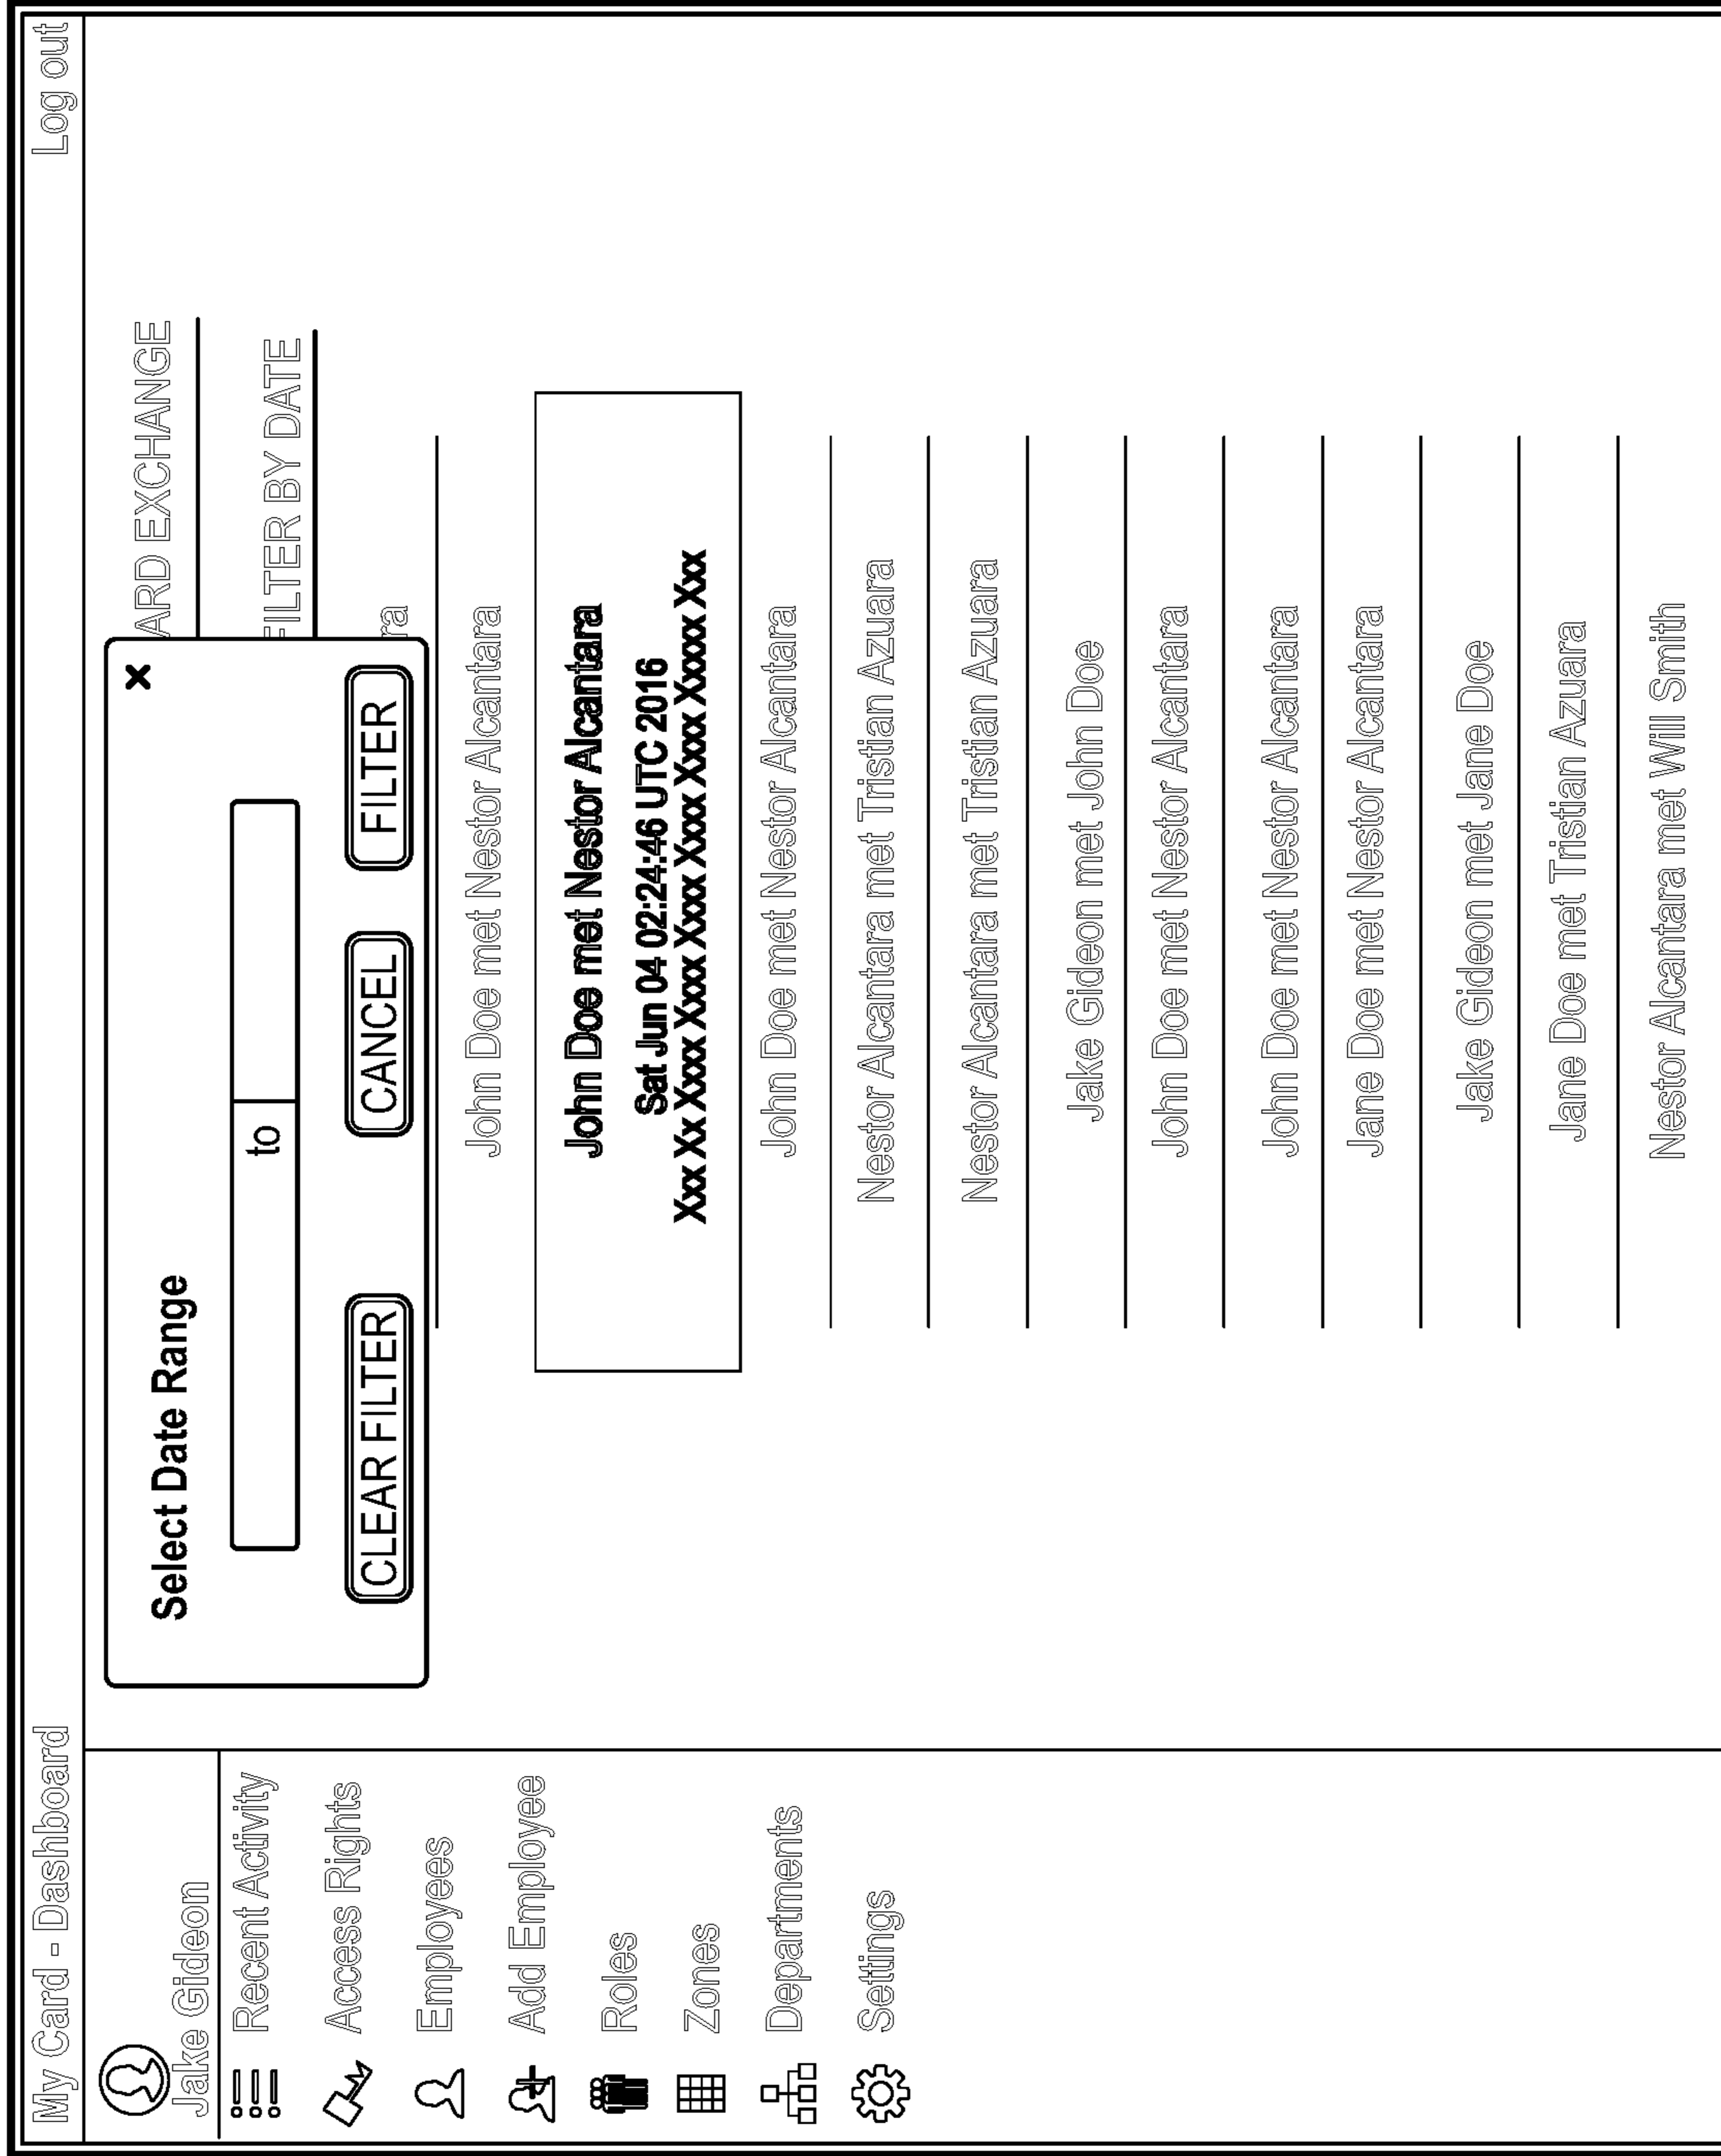 My Card - Dashboard
Log out
Jake Gideon
Recent Activity
Access Rights
Employees
Add Employee
Roles
Zones
Departments
Settings
Select Date Range
x
to
CLEAR FILTER
CANCEL
FILTER
ARD EXCHANGE
FILTER BY DATE
ra
John Doe met Nestor Alcantara
John Doe met Nestor Alcantara
Sat Jun 04 02:24:46 UTC 2016
Xxx Xx Xxxx Xxxx Xxxx Xxxx Xxxx Xxxx Xxxx Xxx
John Doe met Nestor Alcantara
Nestor Alcantara met Tristian Azuara
Nestor Alcantara met Tristian Azuara
Jake Gideon met John Doe
John Doe met Nestor Alcantara
John Doe met Nestor Alcantara
Jane Doe met Nestor Alcantara
Jake Gideon met Jane Doe
Jane Doe met Tristian Azuara
Nestor Alcantara met Will Smith